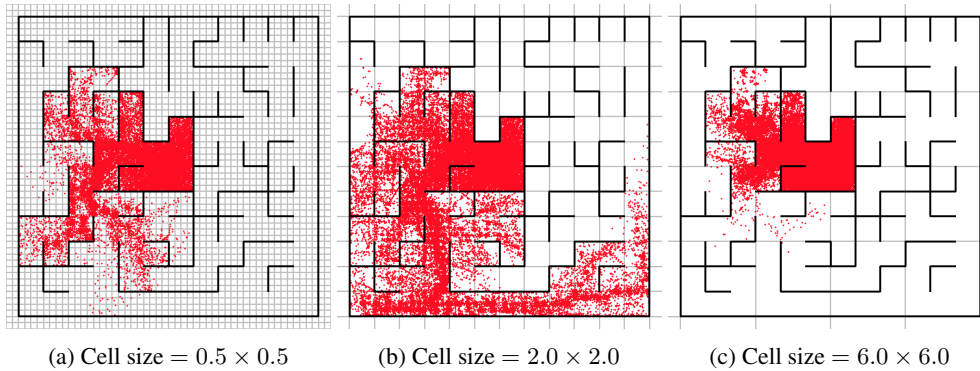 (a) Cell size = 0.5 × 0.5
(b) Cell size = 2.0 × 2.0
(c) Cell size = 6.0 × 6.0